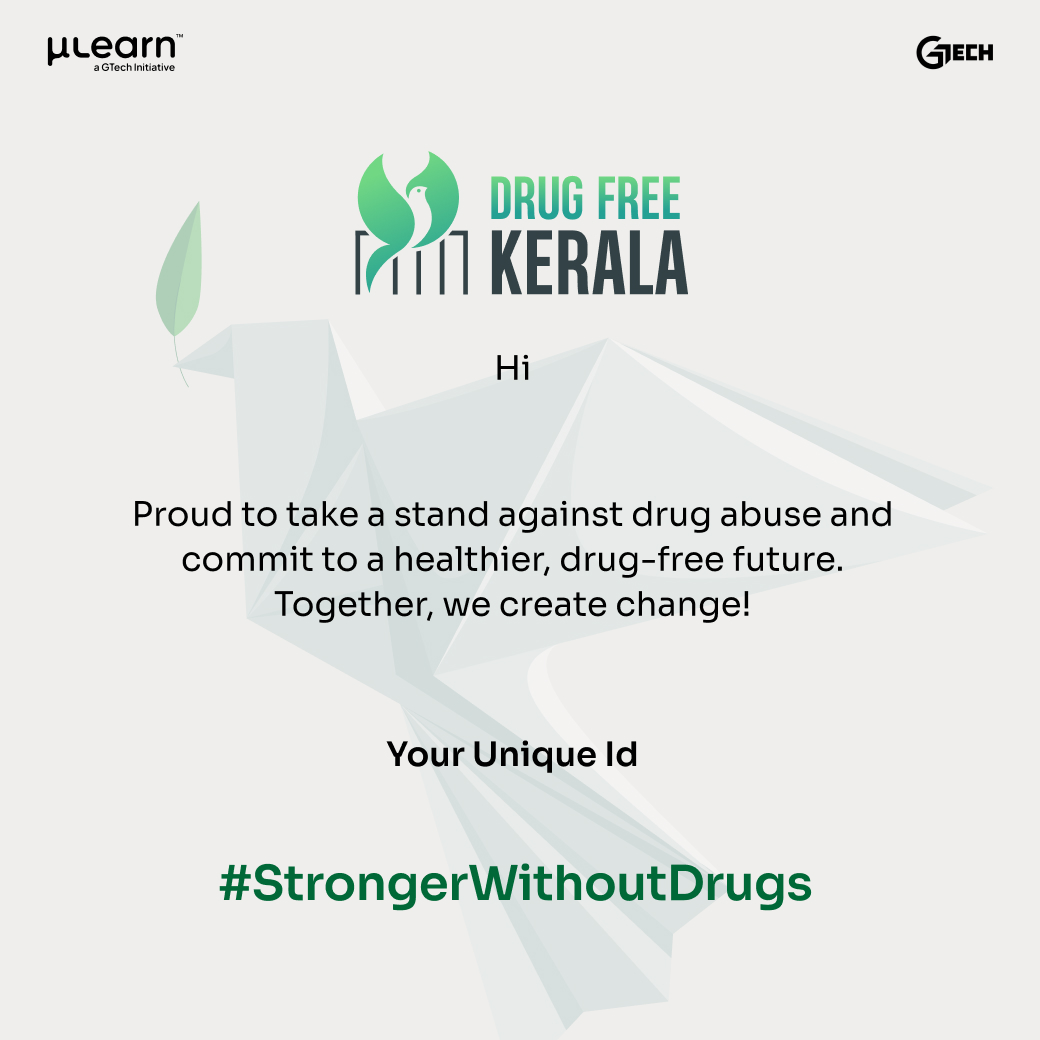 µLearn™
a GTech Initiative
GTECH
DRUG FREE
KERALA
Hi
Proud to take a stand against drug abuse and
commit to a healthier, drug-free future.
Together, we create change!
Your Unique Id
#StrongerWithoutDrugs